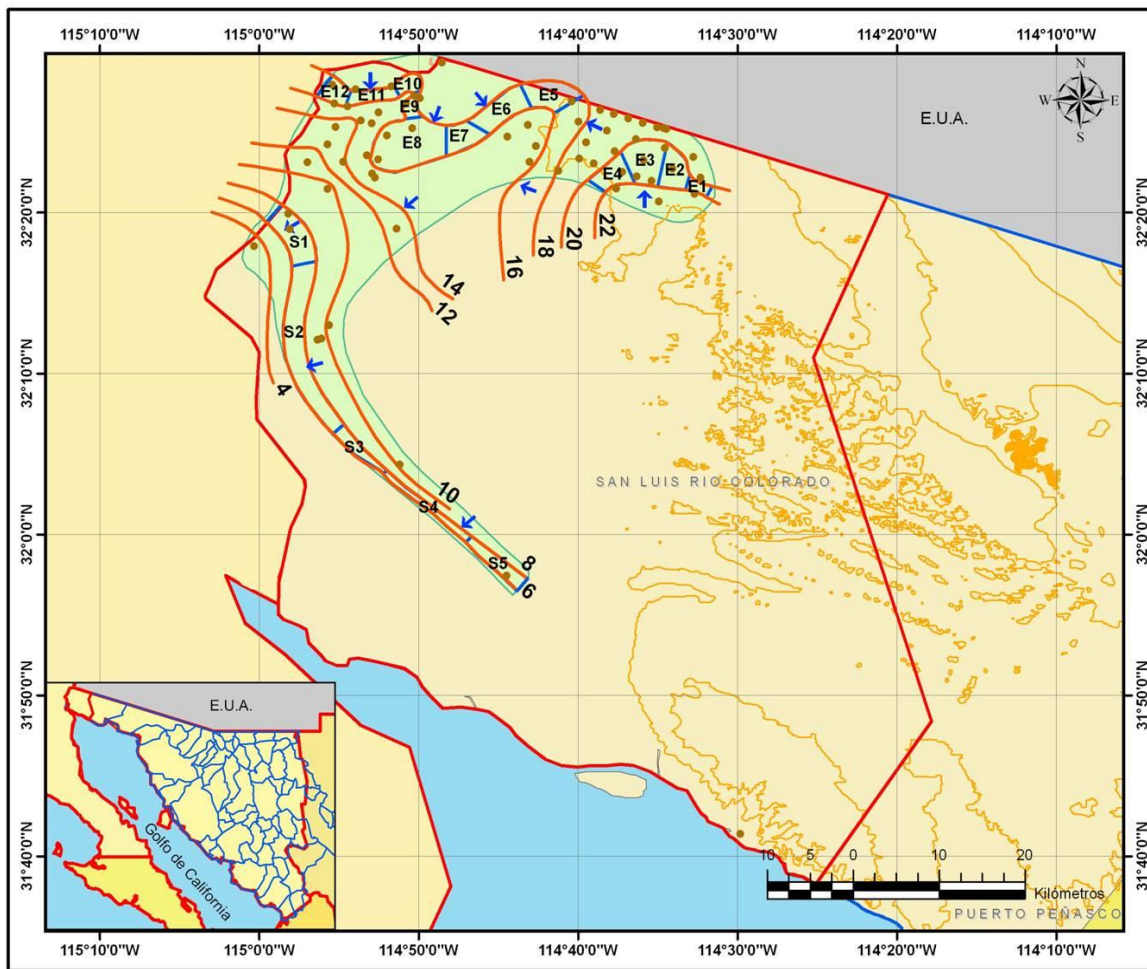 115°10'0"W 115°0'0"W 114°50'0"W 114°40'0"W 114°30'0"W 114°20'0"W 114°10'0"W
N
W E
S
E.U.A.
E12 E11 E10
E9 E6 E5
E8 E7
E3 E2
E4 E1
32°20'0"N 32°20'0"N
S1
22
20
18
16
14
12
S2
32°10'0"N 32°10'0"N
4
S3
SAN LUIS RIO COLORADO
10
S4
32°0'0"N 32°0'0"N
S5 8
6
31°50'0"N 31°50'0"N
E.U.A.
Golfo de California
31°40'0"N 31°40'0"N
10 5 0 10 20
Kilómetros
PUERTO PEÑASCO
115°10'0"W 115°0'0"W 114°50'0"W 114°40'0"W 114°30'0"W 114°20'0"W 114°10'0"W